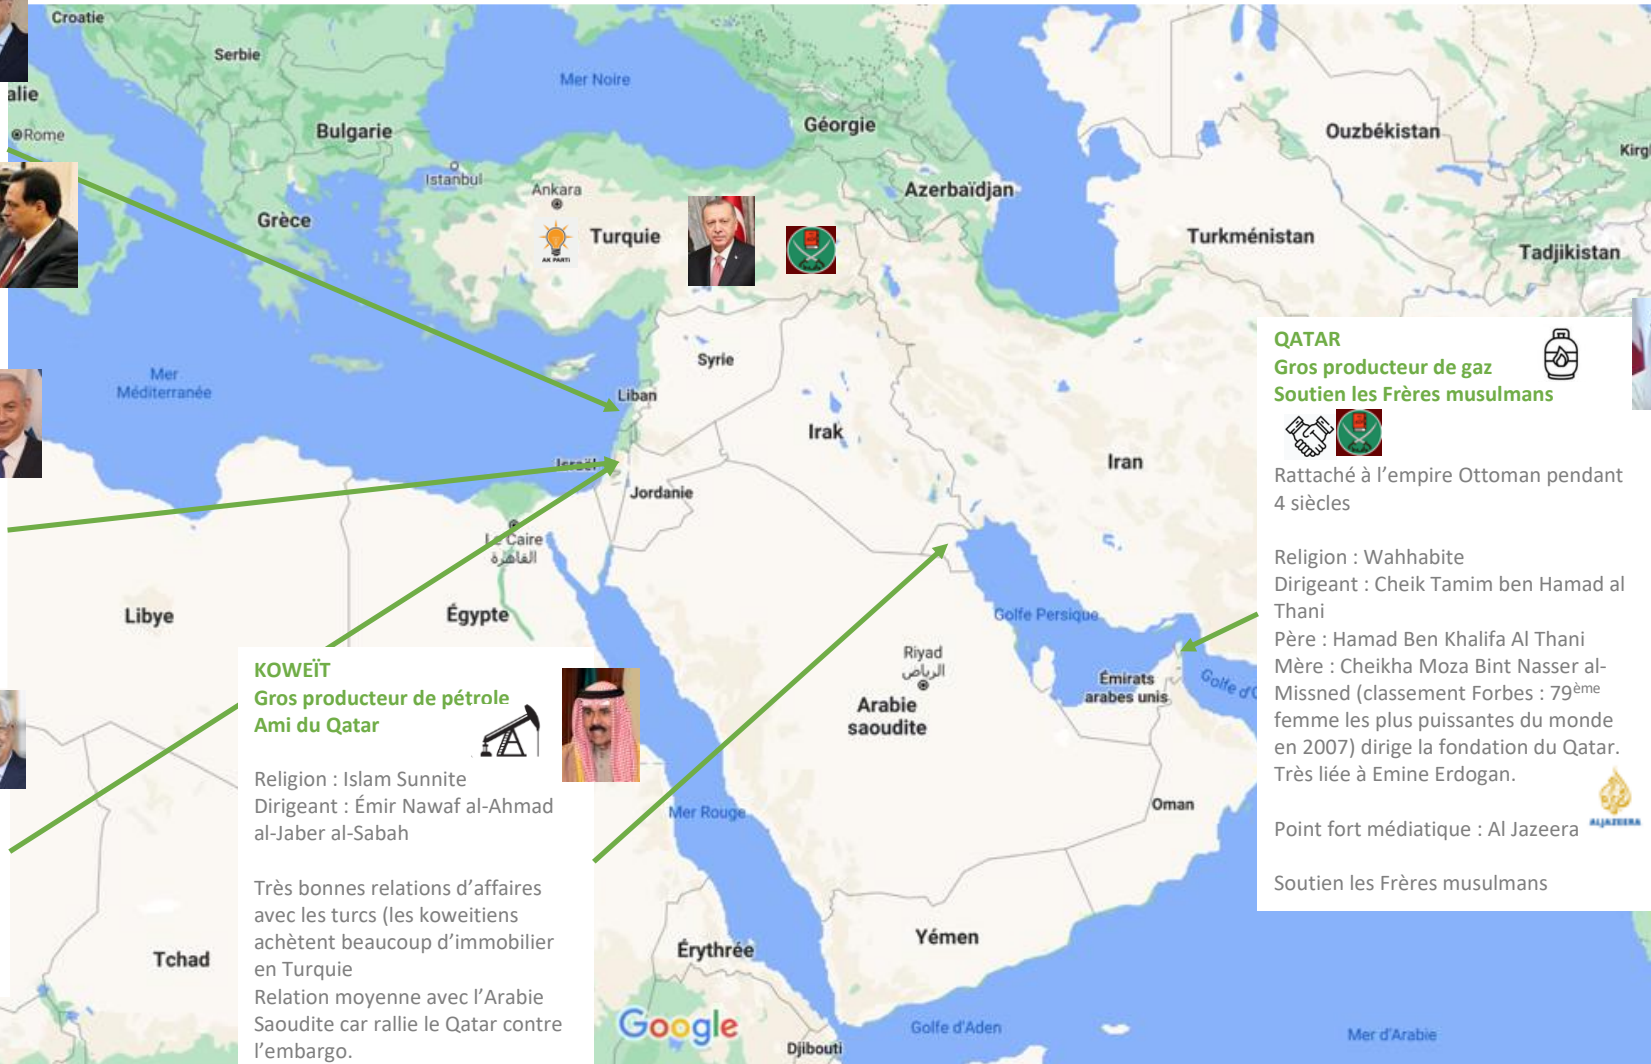 Croatie
Serbie
Mer Noire
alie
Rome
Bulgarie
Géorgie
Ouzbékistan
Kirg
Istanbul
Ankara
Azerbaïdjan
Grèce
Turquie
AK PARTİ
Turkménistan
Tadjikistan
Mer
Méditerranée
Syrie
Liban
Irak
Iran
Israël
Jordanie
Le Caire
القاهرة
Libye
Égypte
Golfe Persique
Riyad
الرياض
Arabie
saoudite
Émirats
arabes unis
Golfe d'O
Mer Rouge
Oman
Tchad
Érythrée
Yémen
Google
Djibouti
Golfe d'Aden
Mer d'Arabie
QATAR
Gros producteur de gaz
Soutien les Frères musulmans
Rattaché à l’empire Ottoman pendant
4 siècles
Religion : Wahhabite
Dirigeant : Cheik Tamim ben Hamad al
Thani
Père : Hamad Ben Khalifa Al Thani
Mère : Cheikha Moza Bint Nasser al-
Missned (classement Forbes : 79ème
femme les plus puissantes du monde
en 2007) dirige la fondation du Qatar.
Très liée à Emine Erdogan.
Point fort médiatique : Al Jazeera
ALJAZEERA
Soutien les Frères musulmans
KOWEÏT
Gros producteur de pétrole
Ami du Qatar
Religion : Islam Sunnite
Dirigeant : Émir Nawaf al-Ahmad
al-Jaber al-Sabah
Très bonnes relations d’affaires
avec les turcs (les koweitiens
achètent beaucoup d’immobilier
en Turquie
Relation moyenne avec l’Arabie
Saoudite car rallie le Qatar contre
l’embargo.